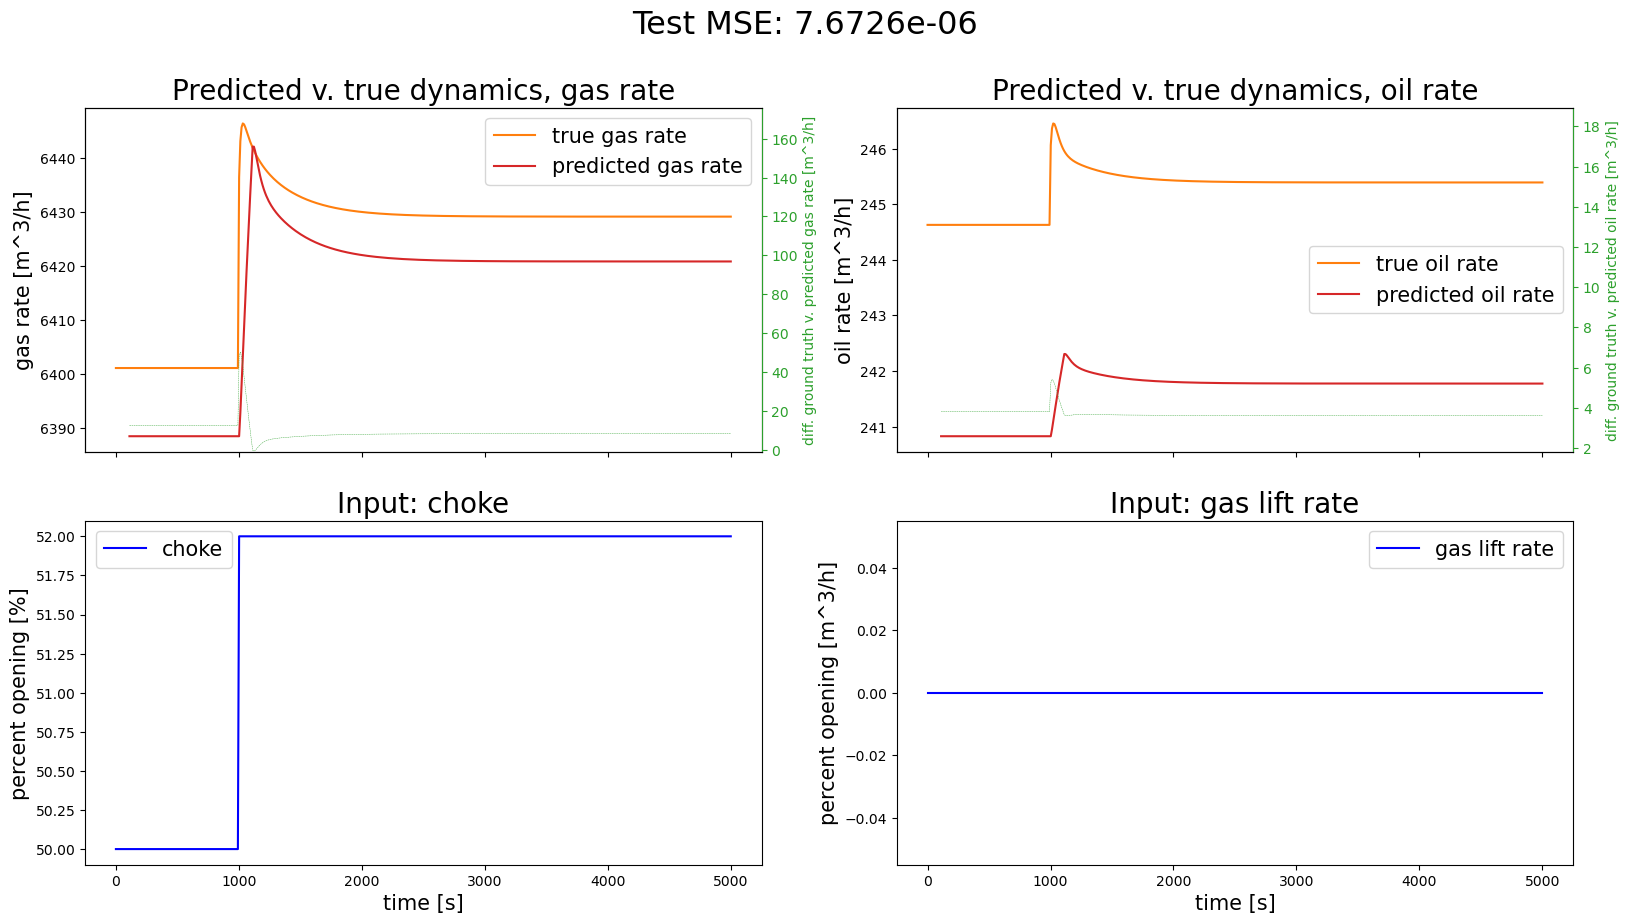 Test MSE: 7.6726e-06
Predicted v. true dynamics, gas rate
gas rate [m^3/h]
6440
6430
6420
6410
6400
6390
true gas rate
predicted gas rate
160
140
120
100
80
60
40
20
0
diff. ground truth v. predicted gas rate [m^3/h]
Predicted v. true dynamics, oil rate
oil rate [m^3/h]
246
245
244
243
242
241
true oil rate
predicted oil rate
18
16
14
12
10
8
6
4
2
diff. ground truth v. predicted oil rate [m^3/h]
Input: choke
percent opening [%]
52.00
51.75
51.50
51.25
51.00
50.75
50.50
50.25
50.00
choke
0 1000 2000 3000 4000 5000
time [s]
Input: gas lift rate
percent opening [m^3/h]
0.04
0.02
0.00
−0.02
−0.04
gas lift rate
0 1000 2000 3000 4000 5000
time [s]